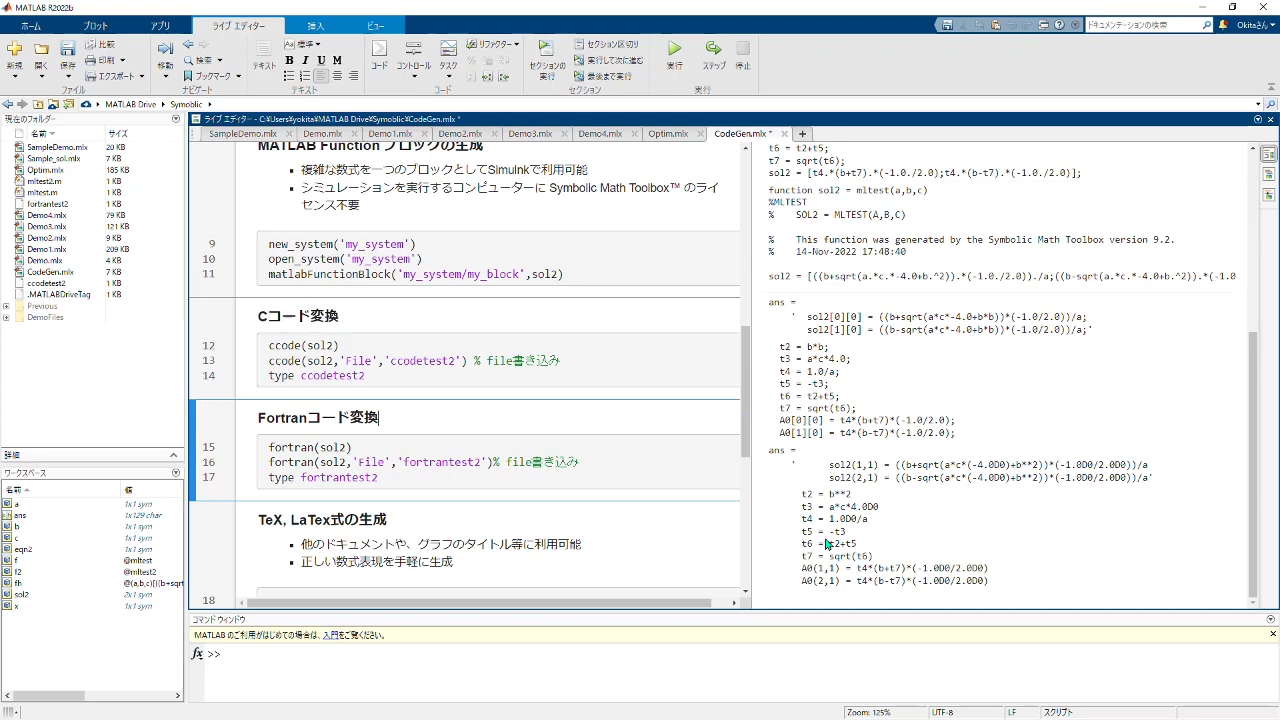 MATLAB R2022b
ホーム プロット アプリ ライブ エディター 挿入 ビュー
ドキュメンテーションの検索 Okitaさん
新規 開く 保存 比較 印刷 エクスポート
移動 検索 ブックマーク
テキスト 標準 B I U M
コード コントロール タスク リファクター
セクションの実行 セクション区切り 実行して次に進む 最後まで実行
実行 ステップ 停止
ファイル ナビゲート テキスト コード セクション 実行
MATLAB Drive Symoblic
現在のフォルダー
名前 サイズ
SampleDemo.mlx 20 KB
Sample_sol.mlx 7 KB
Optim.mlx 185 KB
mltest2.m 1 KB
mltest.m 1 KB
fortrantest2 1 KB
Demo4.mlx 79 KB
Demo3.mlx 121 KB
Demo2.mlx 9 KB
Demo1.mlx 209 KB
Demo.mlx 4 KB
CodeGen.mlx 7 KB
ccodetest2 1 KB
.MATLABDriveTag 1 KB
Previous
DemoFiles
詳細
ワークスペース
名前 値
a 1x1 sym
ans 1x129 char
b 1x1 sym
c 1x1 sym
eqn2 1x1 sym
f @mltest
f2 @mltest2
fh @(a,b,c)[((b+sqrt
sol2 2x1 sym
x 1x1 sym
ライブ エディター - C:¥Users¥yokita¥MATLAB Drive¥Symoblic¥CodeGen.mlx *
SampleDemo.mlx Demo.mlx Demo1.mlx Demo2.mlx Demo3.mlx Demo4.mlx Optim.mlx CodeGen.mlx *
MATLAB Function ブロックの生成
複雑な数式を一つのブロックとしてSimuinkで利用可能
シミュレーションを実行するコンピューターに Symbolic Math Toolbox™ のライ
センス不要
9 new_system('my_system')
10 open_system('my_system')
11 matlabFunctionBlock('my_system/my_block',sol2)
Cコード変換
12 ccode(sol2)
13 ccode(sol2,'File','ccodetest2') % file書き込み
14 type ccodetest2
Fortranコード変換
15 fortran(sol2)
16 fortran(sol2,'File','fortrantest2')% file書き込み
17 type fortrantest2
TeX, LaTex式の生成
他のドキュメントや、グラフのタイトル等に利用可能
正しい数式表現を手軽に生成
18
t6 = t2+t5;
t7 = sqrt(t6);
sol2 = [t4.*(b+t7).*(-1.0./2.0);t4.*(b-t7).*(-1.0./2.0)];
function sol2 = mltest(a,b,c)
%MLTEST
% SOL2 = MLTEST(A,B,C)
% This function was generated by the Symbolic Math Toolbox version 9.2.
% 14-Nov-2022 17:48:40
sol2 = [((b+sqrt(a.*c.*-4.0+b.^2)).*(-1.0./2.0))./a;((b-sqrt(a.*c.*-4.0+b.^2)).*(-1.0
ans =
' sol2[0][0] = ((b+sqrt(a*c*-4.0+b*b))*(-1.0/2.0))/a;
sol2[1][0] = ((b-sqrt(a*c*-4.0+b*b))*(-1.0/2.0))/a;'
t2 = b*b;
t3 = a*c*4.0;
t4 = 1.0/a;
t5 = -t3;
t6 = t2+t5;
t7 = sqrt(t6);
A0[0][0] = t4*(b+t7)*(-1.0/2.0);
A0[1][0] = t4*(b-t7)*(-1.0/2.0);
ans =
' sol2(1,1) = ((b+sqrt(a*c*(-4.0D0)+b**2))*(-1.0D0/2.0D0))/a
sol2(2,1) = ((b-sqrt(a*c*(-4.0D0)+b**2))*(-1.0D0/2.0D0))/a'
t2 = b**2
t3 = a*c*4.0D0
t4 = 1.0D0/a
t5 = -t3
t6 = t2+t5
t7 = sqrt(t6)
A0(1,1) = t4*(b+t7)*(-1.0D0/2.0D0)
A0(2,1) = t4*(b-t7)*(-1.0D0/2.0D0)
コマンド ウィンドウ
MATLAB のご利用がはじめての場合は、入門をご覧ください。
fx >>
Zoom: 125% UTF-8 LF スクリプト